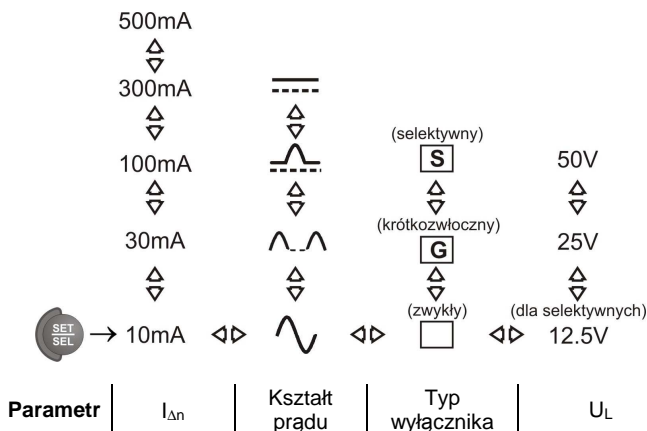 500mA
300mA
(selektywny)
100mA S 50V
(krótkozwłoczny)
30mA G 25V
(zwykły) (dla selektywnych)
SET
SEL
10mA 12.5V
Parametr IΔn Kształt prądu Typ wyłącznika UL